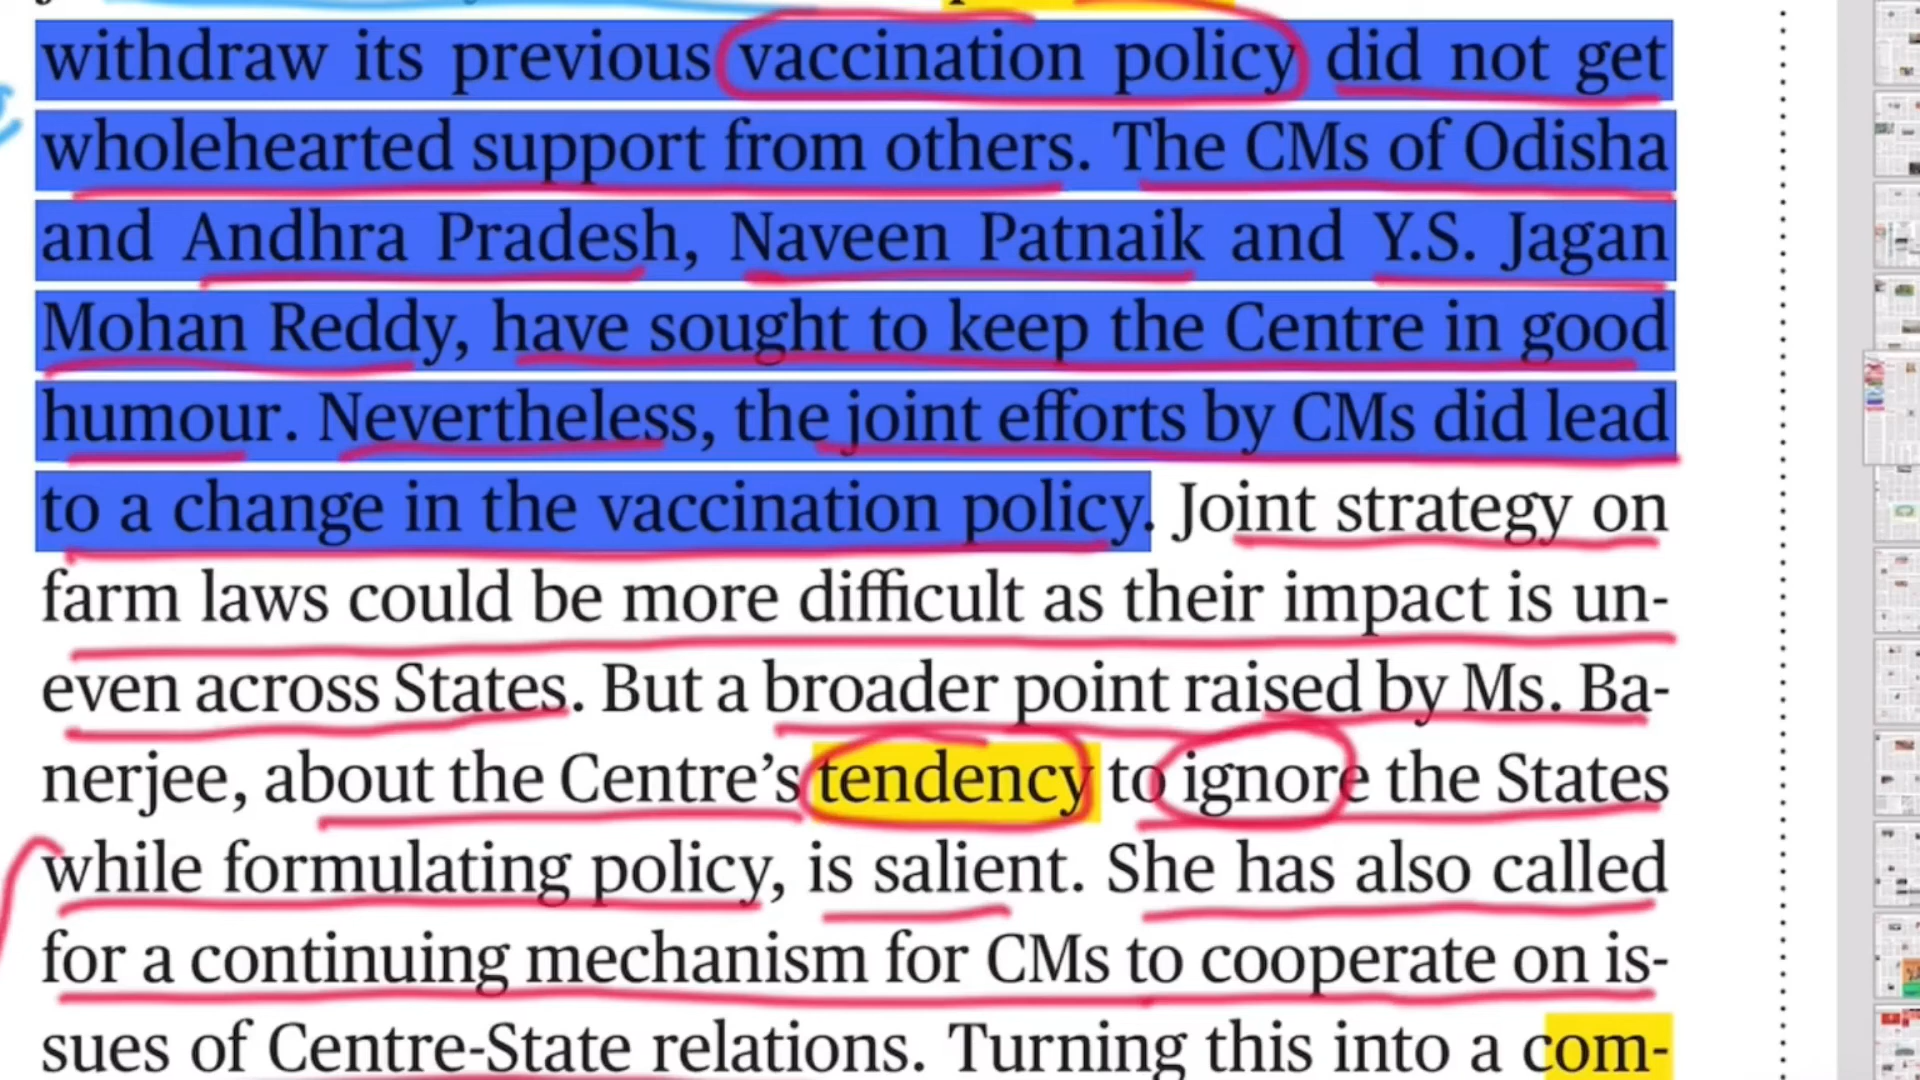 withdraw its previous vaccination policy did not get
wholehearted support from others. The CMs of Odisha
and Andhra Pradesh, Naveen Patnaik and Y.S. Jagan
Mohan Reddy, have sought to keep the Centre in good
humour. Nevertheless, the joint efforts by CMs did lead
to a change in the vaccination policy. Joint strategy on
farm laws could be more difficult as their impact is un-
even across States. But a broader point raised by Ms. Ba-
nerjee, about the Centre’s tendency to ignore the States
while formulating policy, is salient. She has also called
for a continuing mechanism for CMs to cooperate on is-
sues of Centre-State relations. Turning this into a com-